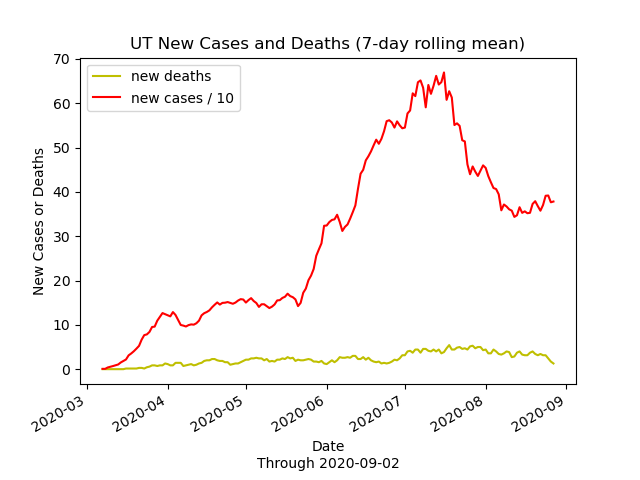 UT New Cases and Deaths (7-day rolling mean)
new deaths
new cases / 10
New Cases or Deaths
70
60
50
40
30
20
10
0
2020-03
2020-04
2020-05
2020-06
2020-07
2020-08
2020-09
Date
Through 2020-09-02